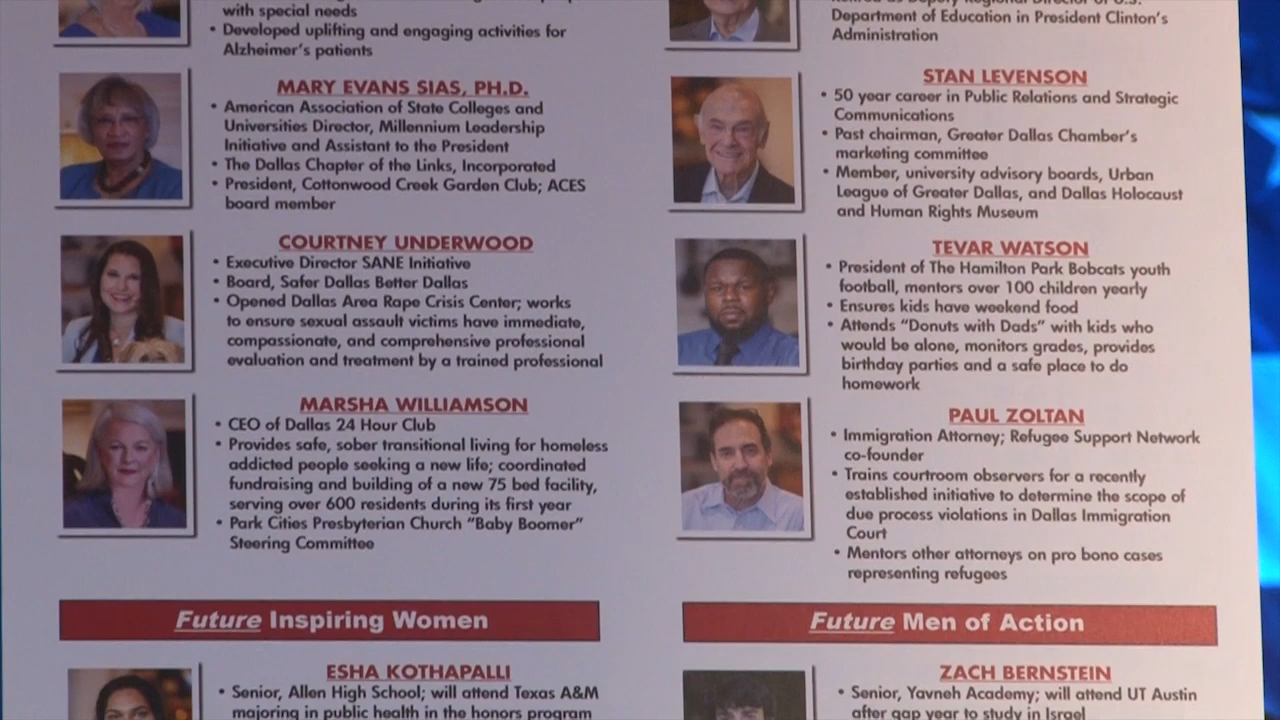 with special needs
• Developed uplifting and engaging activities for
Alzheimer's patients
MARY EVANS SIAS, PH.D.
• American Association of State Colleges and
Universities Director, Millennium Leadership
Initiative and Assistant to the President
• The Dallas Chapter of the Links, Incorporated
• President, Cottonwood Creek Garden Club; ACES
board member
COURTNEY UNDERWOOD
• Executive Director SANE Initiative
• Board, Safer Dallas Better Dallas
• Opened Dallas Area Rape Crisis Center; works
to ensure sexual assault victims have immediate,
compassionate, and comprehensive professional
evaluation and treatment by a trained professional
MARSHA WILLIAMSON
• CEO of Dallas 24 Hour Club
• Provides safe, sober transitional living for homeless
addicted people seeking a new life; coordinated
fundraising and building of a new 75 bed facility,
serving over 600 residents during its first year
• Park Cities Presbyterian Church "Baby Boomer"
Steering Committee
Future Inspiring Women
ESHA KOTHAPALLI
• Senior, Allen High School; will attend Texas A&M
majoring in public health in the honors program
Department of Education in President Clinton's
Administration
STAN LEVENSON
• 50 year career in Public Relations and Strategic
Communications
• Past chairman, Greater Dallas Chamber's
marketing committee
• Member, university advisory boards, Urban
League of Greater Dallas, and Dallas Holocaust
and Human Rights Museum
TEVAR WATSON
• President of The Hamilton Park Bobcats youth
football, mentors over 100 children yearly
• Ensures kids have weekend food
• Attends "Donuts with Dads" with kids who
would be alone, monitors grades, provides
birthday parties and a safe place to do
homework
PAUL ZOLTAN
• Immigration Attorney; Refugee Support Network
co-founder
• Trains courtroom observers for a recently
established initiative to determine the scope of
due process violations in Dallas Immigration
Court
• Mentors other attorneys on pro bono cases
representing refugees
Future Men of Action
ZACH BERNSTEIN
• Senior, Yavneh Academy; will attend UT Austin
after gap year to study in Israel